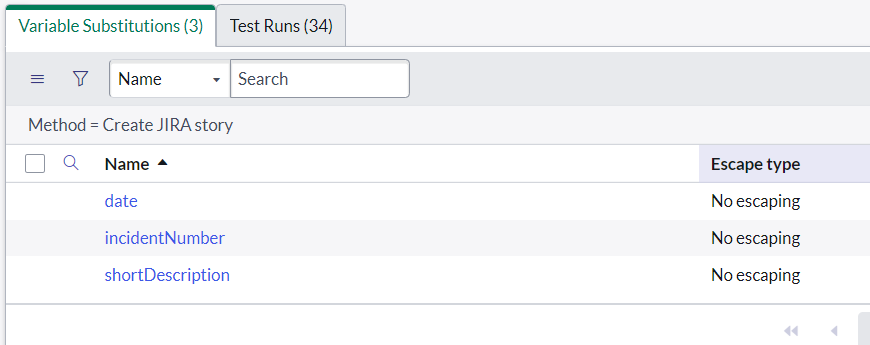 Variable Substitutions (3) Test Runs (34)
Name Search
Method = Create JIRA story
Name Escape type
date No escaping
incidentNumber No escaping
shortDescription No escaping